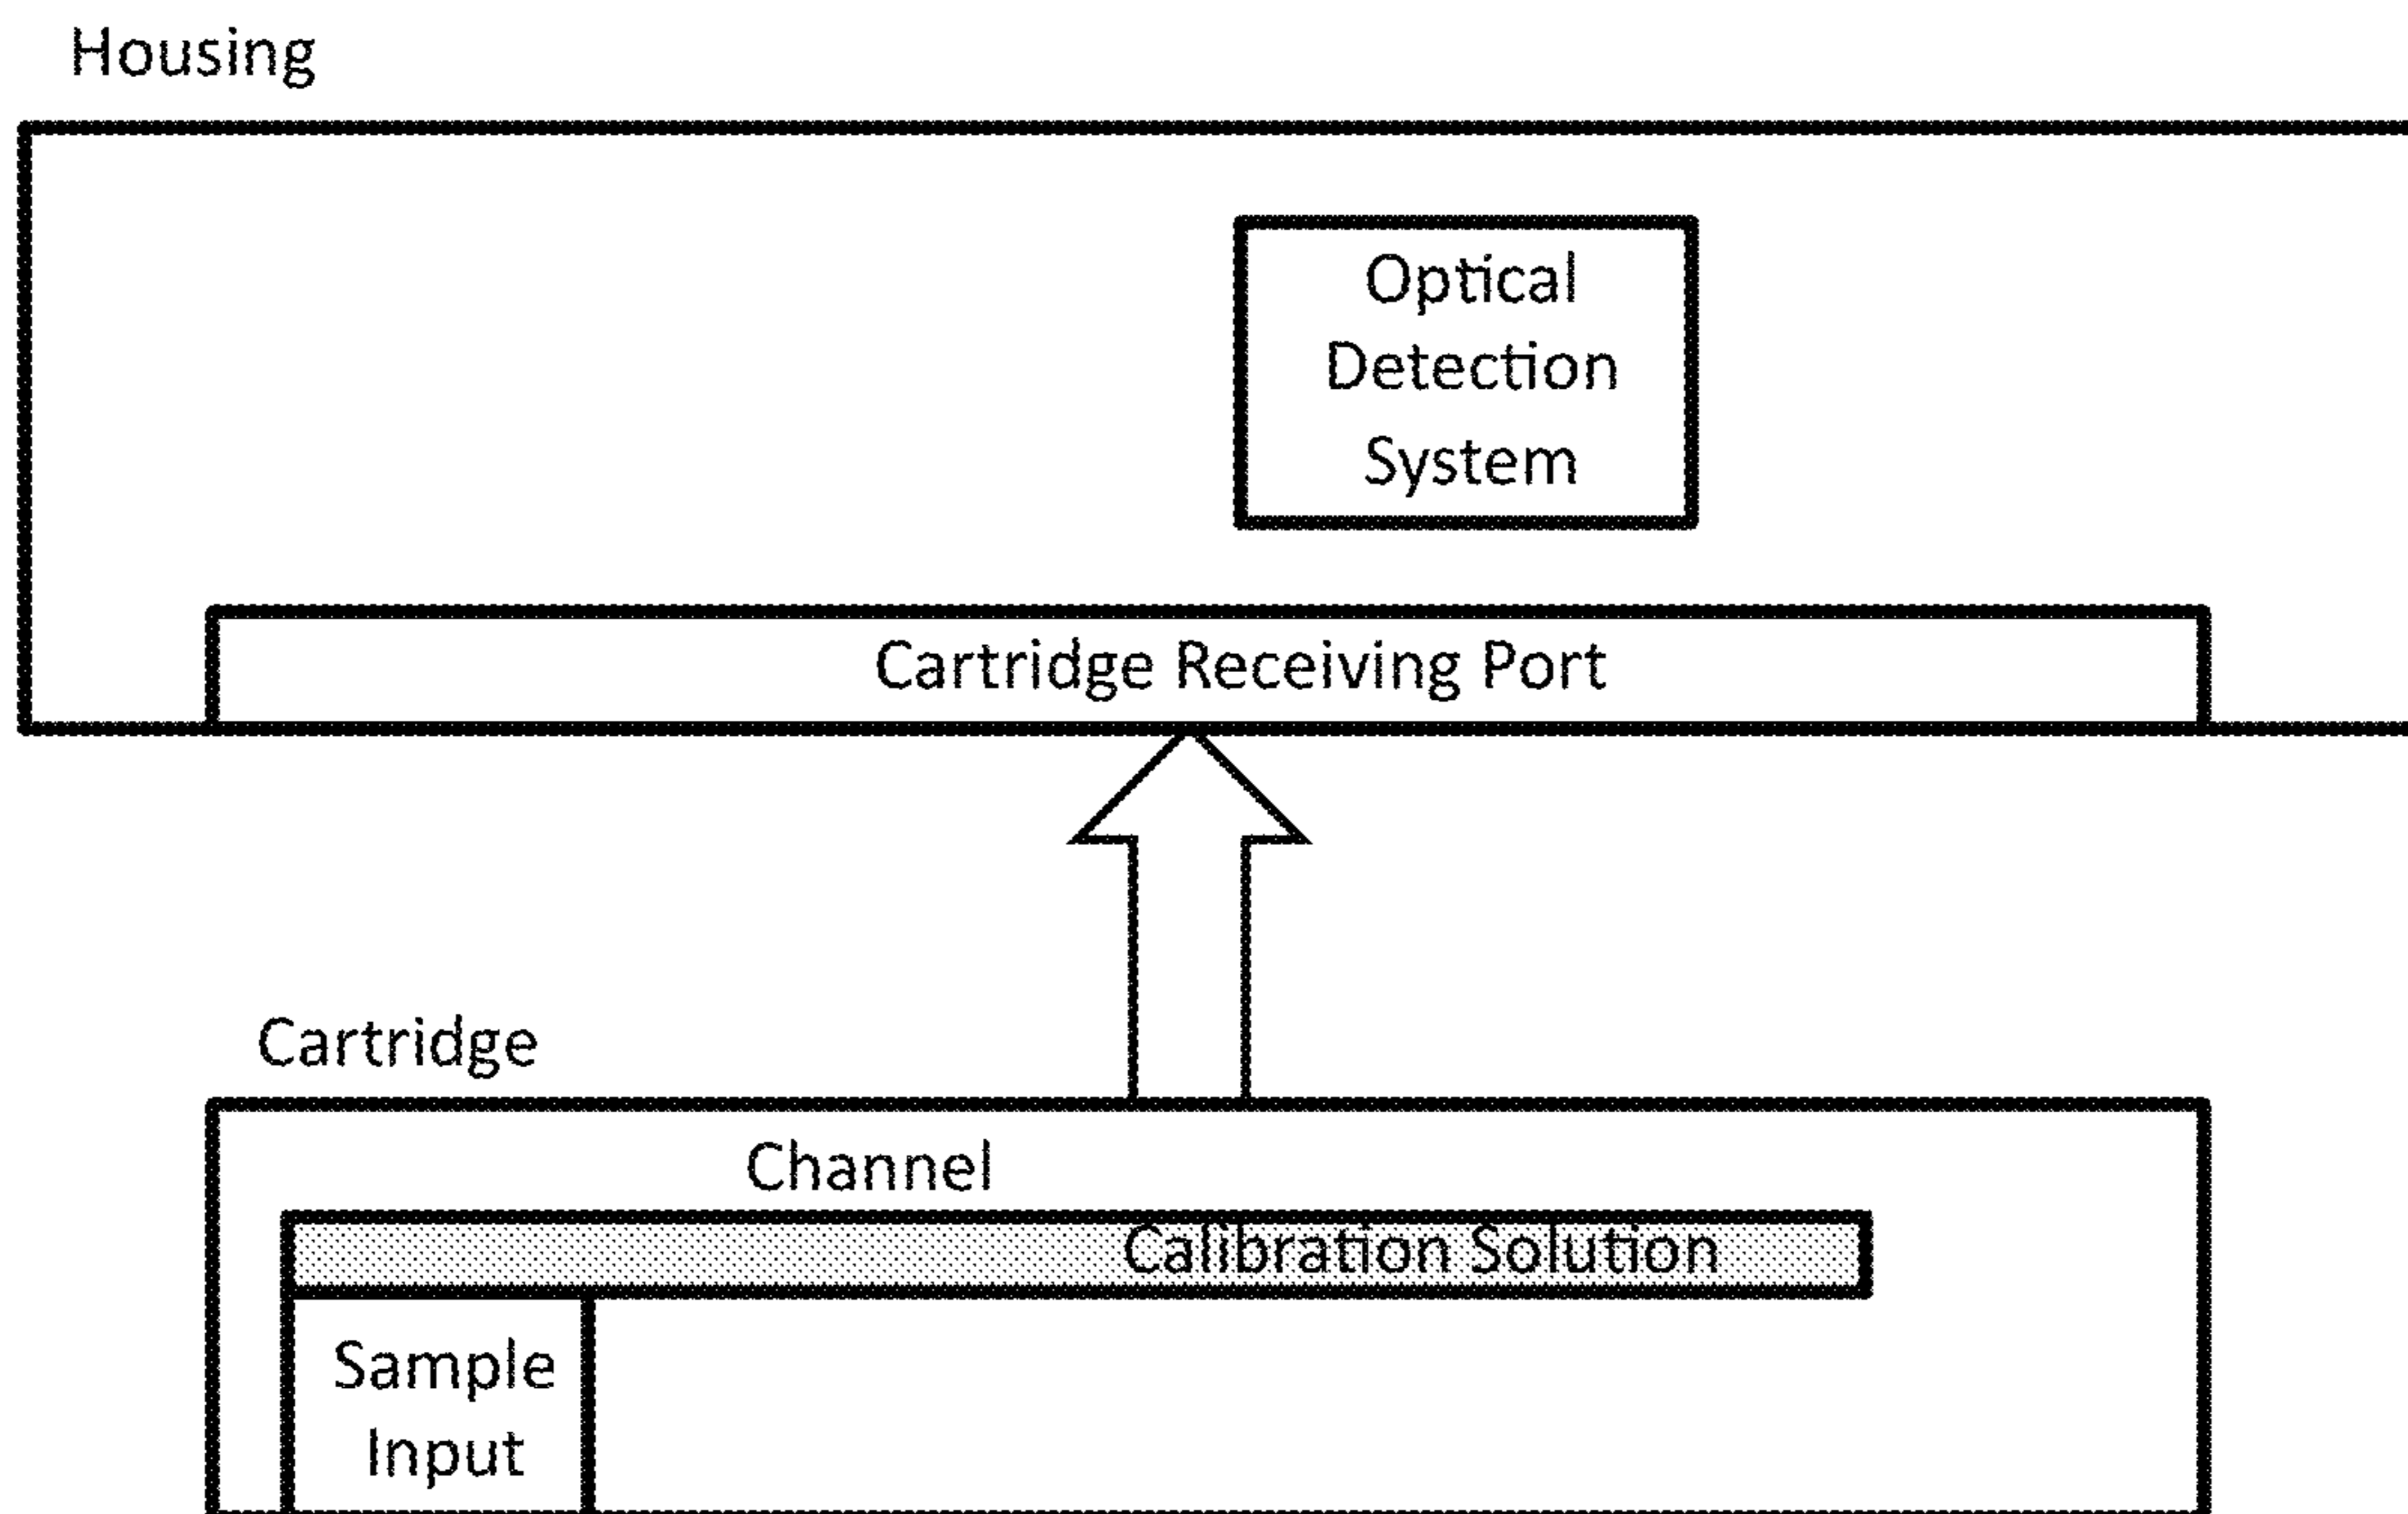 Housing
Optical
Detection
System
Cartridge Receiving Port
Cartridge
Channel
Calibration Solution
Sample
Input